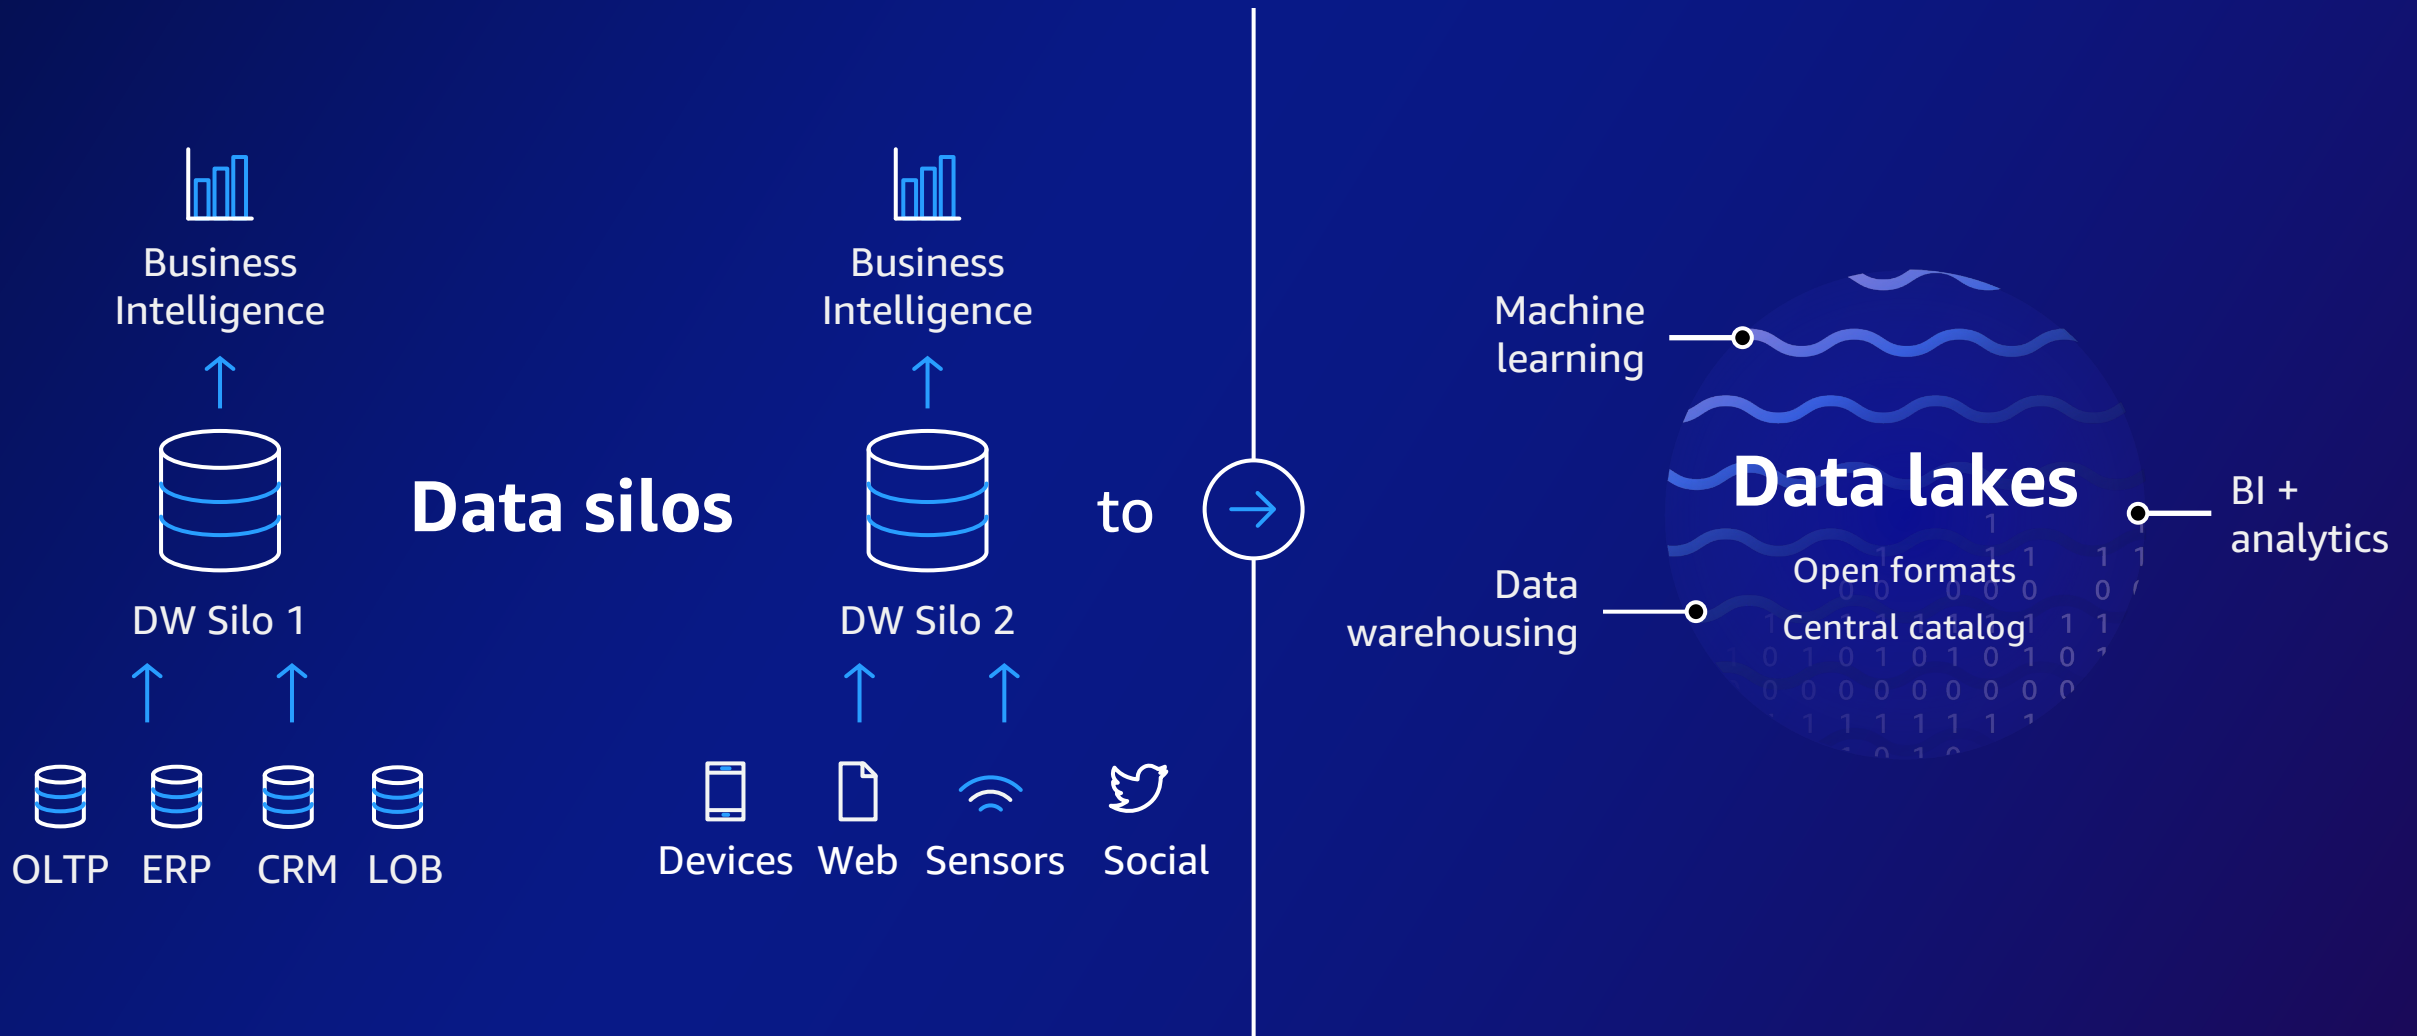 Business
Intelligence
DW Silo 1
OLTP
ERP
CRM
LOB
Data silos
Business
Intelligence
DW Silo 2
Devices
Web
Sensors
Social
to
Machine
learning
Data
warehousing
Data lakes
Open formats
Central catalog
BI +
analytics